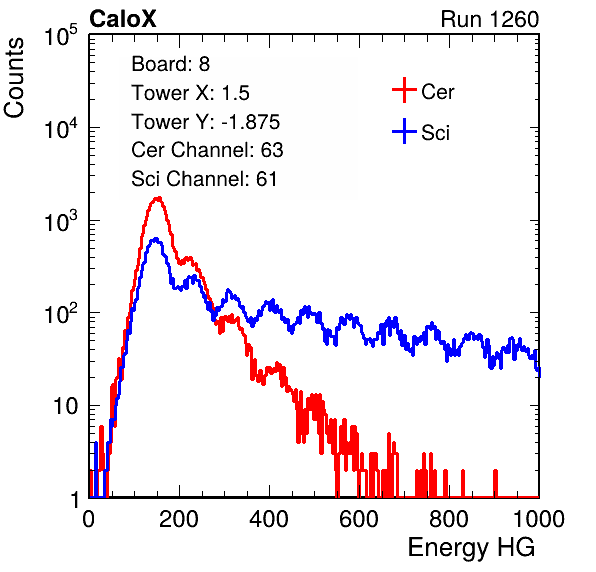 CaloX Run 1260
Counts
Board: 8
Tower X: 1.5
Tower Y: -1.875
Cer Channel: 63
Sci Channel: 61
Cer
Sci
10^5
10^4
10^3
10^2
10
1
0 200 400 600 800 1000
Energy HG